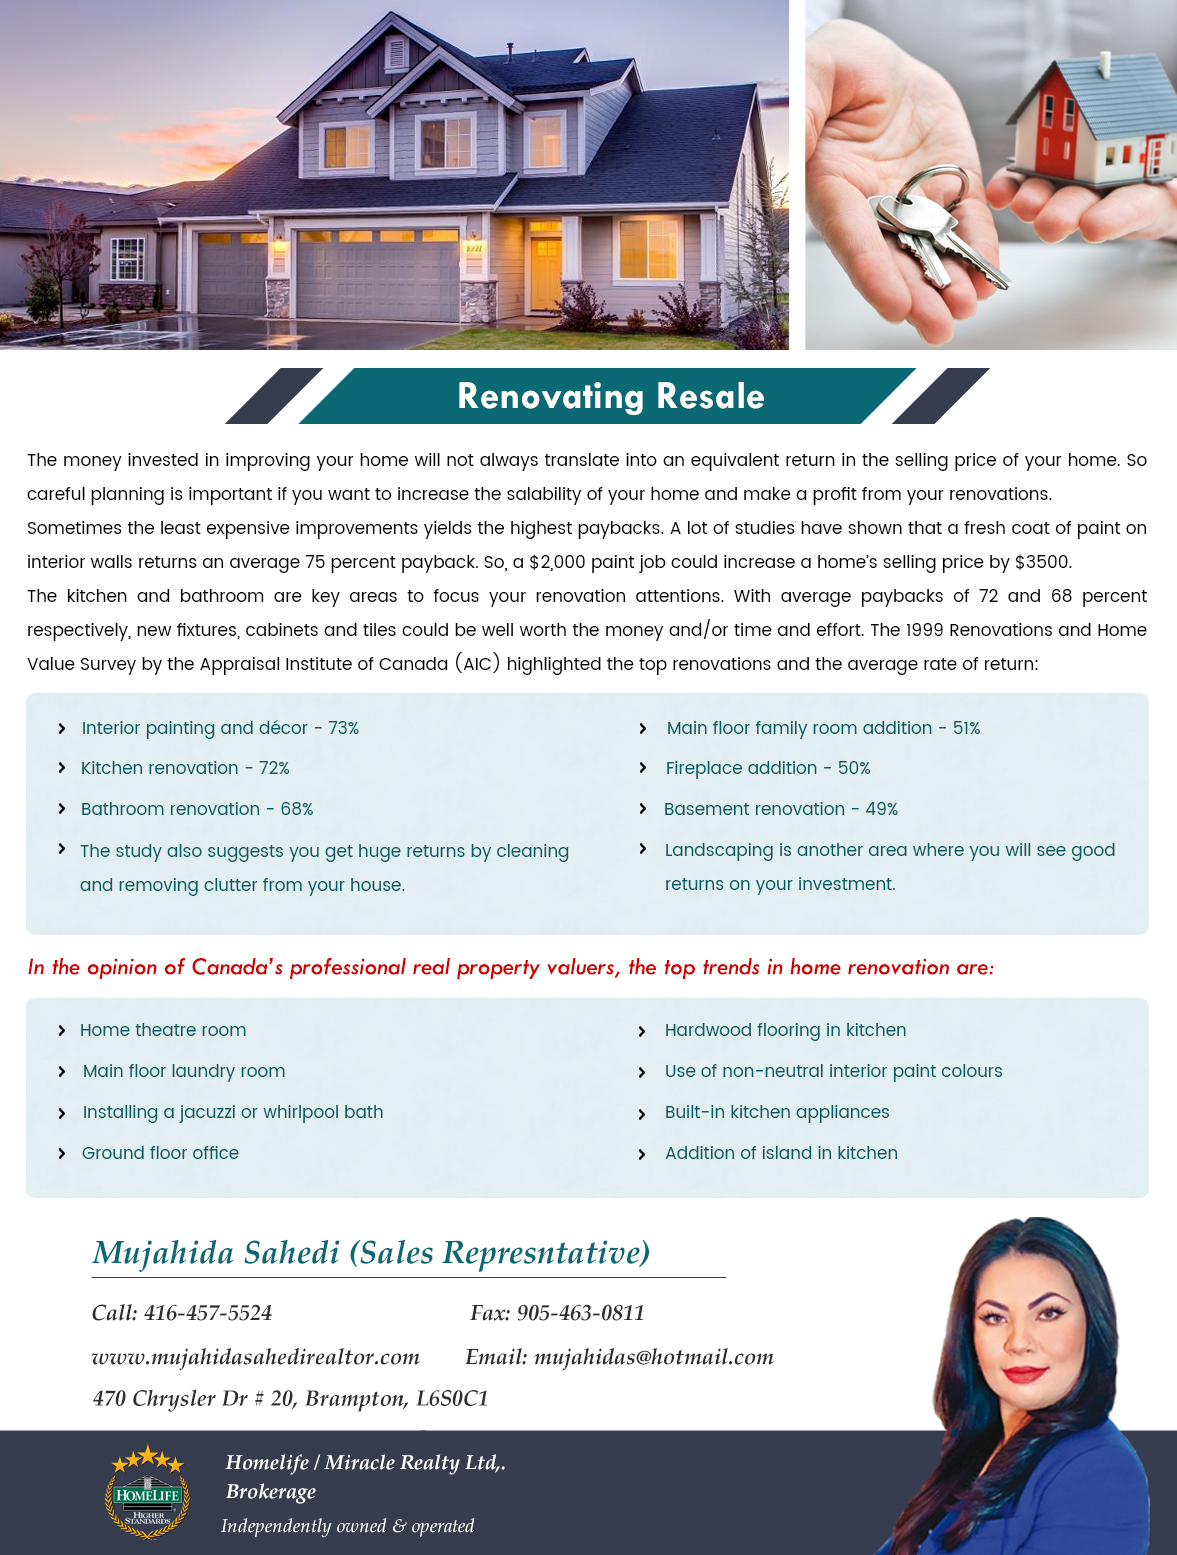 Renovating Resale
The money invested in improving your home will not always translate into an equivalent return in the selling price of your home. So
careful planning is important if you want to increase the salability of your home and make a profit from your renovations.
Sometimes the least expensive improvements yields the highest paybacks. A lot of studies have shown that a fresh coat of paint on
interior walls returns an average 75 percent payback. So, a $2,000 paint job could increase a home's selling price by $3500.
The kitchen and bathroom are key areas to focus your renovation attentions. With average paybacks of 72 and 68 percent
respectively, new fixtures, cabinets and tiles could be well worth the money and/or time and effort. The 1999 Renovations and Home
Value Survey by the Appraisal Institute of Canada (AIC) highlighted the top renovations and the average rate of return:
Interior painting and décor - 73%
Kitchen renovation - 72%
Bathroom renovation - 68%
The study also suggests you get huge returns by cleaning
and removing clutter from your house.
Main floor family room addition - 51%
Fireplace addition - 50%
Basement renovation - 49%
Landscaping is another area where you will see good
returns on your investment.
In the opinion of Canada's professional real property valuers, the top trends in home renovation are:
Home theatre room
Main floor laundry room
Installing a jacuzzi or whirlpool bath
Ground floor office
Hardwood flooring in kitchen
Use of non-neutral interior paint colours
Built-in kitchen appliances
Addition of island in kitchen
Mujahida Sahedi (Sales Represntative)
Call: 416-457-5524
Fax: 905-463-0811
www.mujahidasahedirealtor.com
Email: mujahidas@hotmail.com
470 Chrysler Dr # 20, Brampton, L6S0C1
HOMELIFE
HIGHER
STANDARDS
Homelife / Miracle Realty Ltd,.
Brokerage
Independently owned & operated